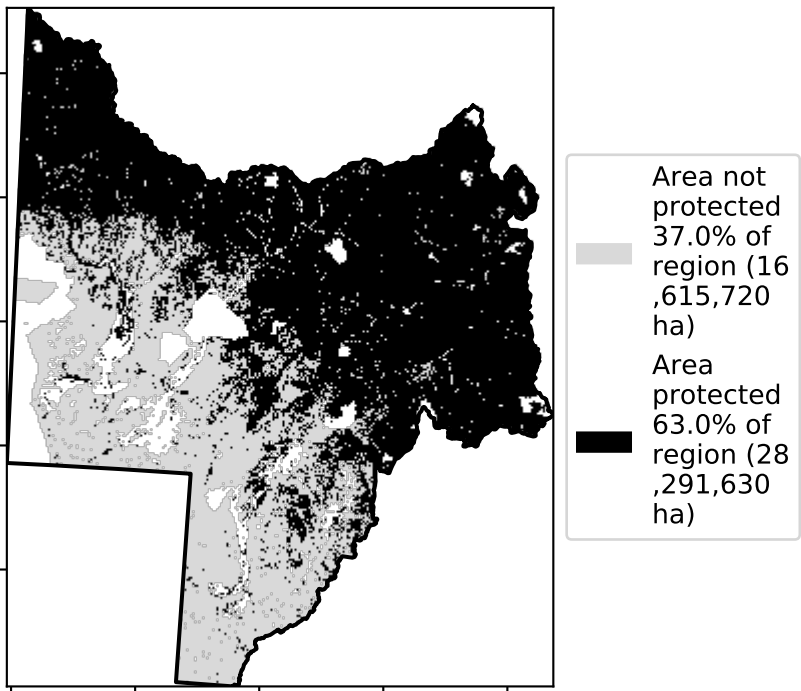 Area not
protected
37.0% of
region (16
,615,720
ha)
Area
protected
63.0% of
region (28
,291,630
ha)